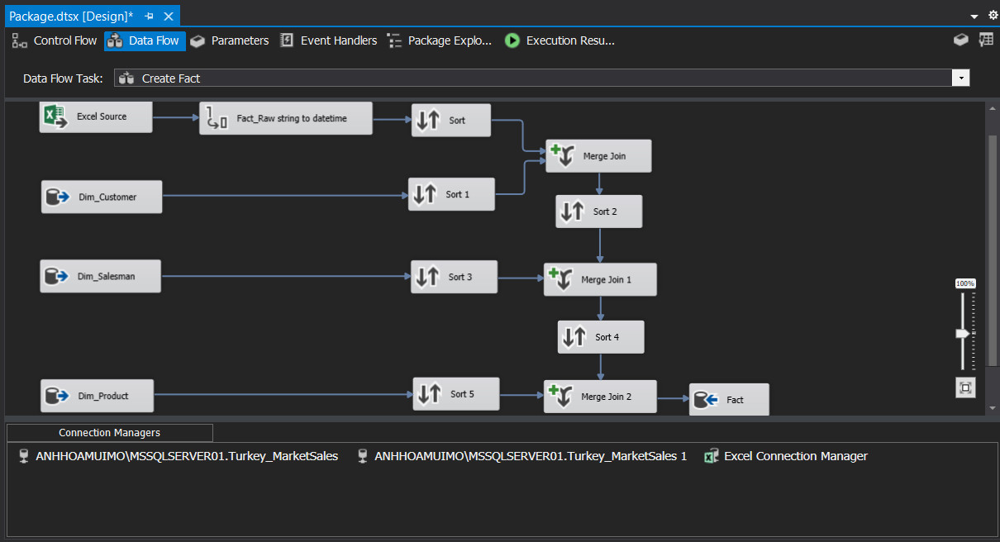 Package.dtsx [Design]*
Control Flow
Data Flow
Parameters
Event Handlers
Package Explo...
Execution Resu...
Data Flow Task:
Create Fact
Excel Source
Fact_Raw string to datetime
Sort
Merge Join
Dim_Customer
Sort 1
Sort 2
Dim_Salesman
Sort 3
Merge Join 1
100%
Sort 4
Dim_Product
Sort 5
Merge Join 2
Fact
Connection Managers
ANHHOAMUIMO\MSSQLSERVER01.Turkey_MarketSales
ANHHOAMUIMO\MSSQLSERVER01.Turkey_MarketSales 1
Excel Connection Manager